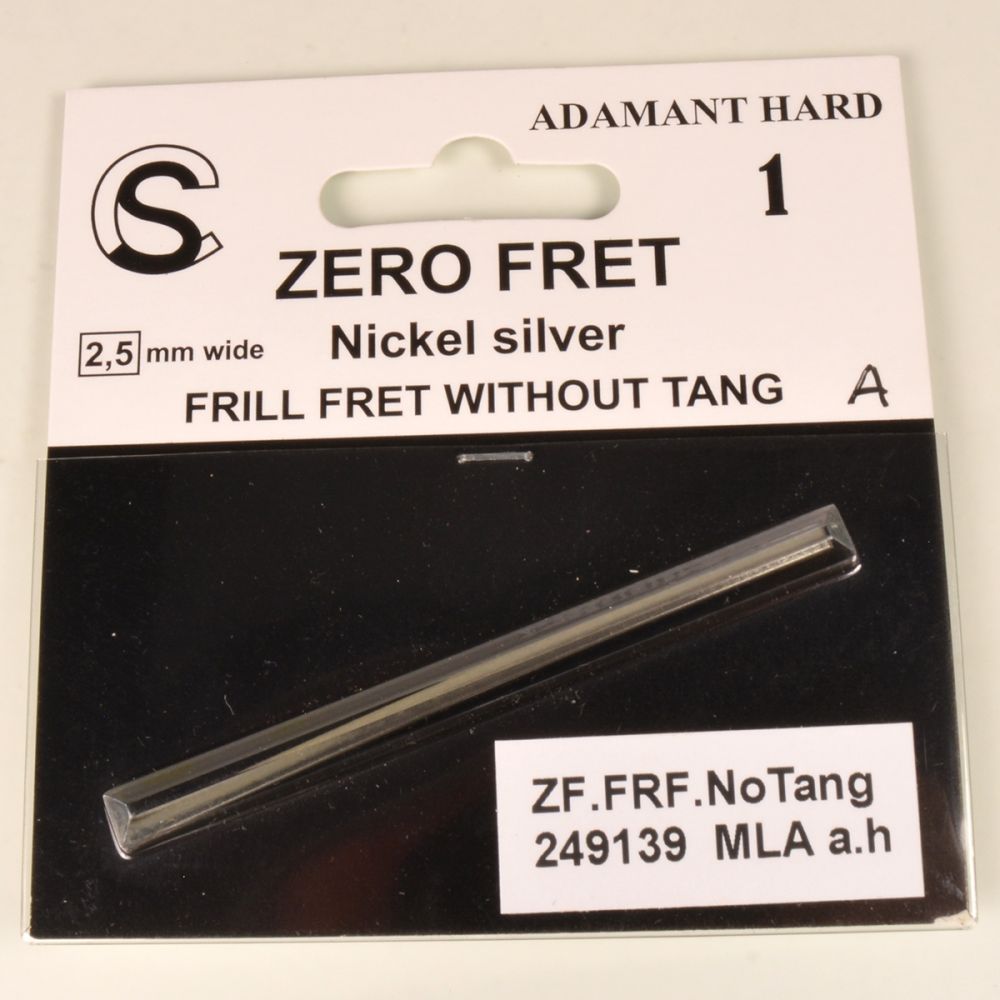 ADAMANT HARD
CS
1
ZERO FRET
2,5 mm wide
Nickel silver
FRILL FRET WITHOUT TANG
A
ZF.FRF.NoTang
249139 MLA a.h